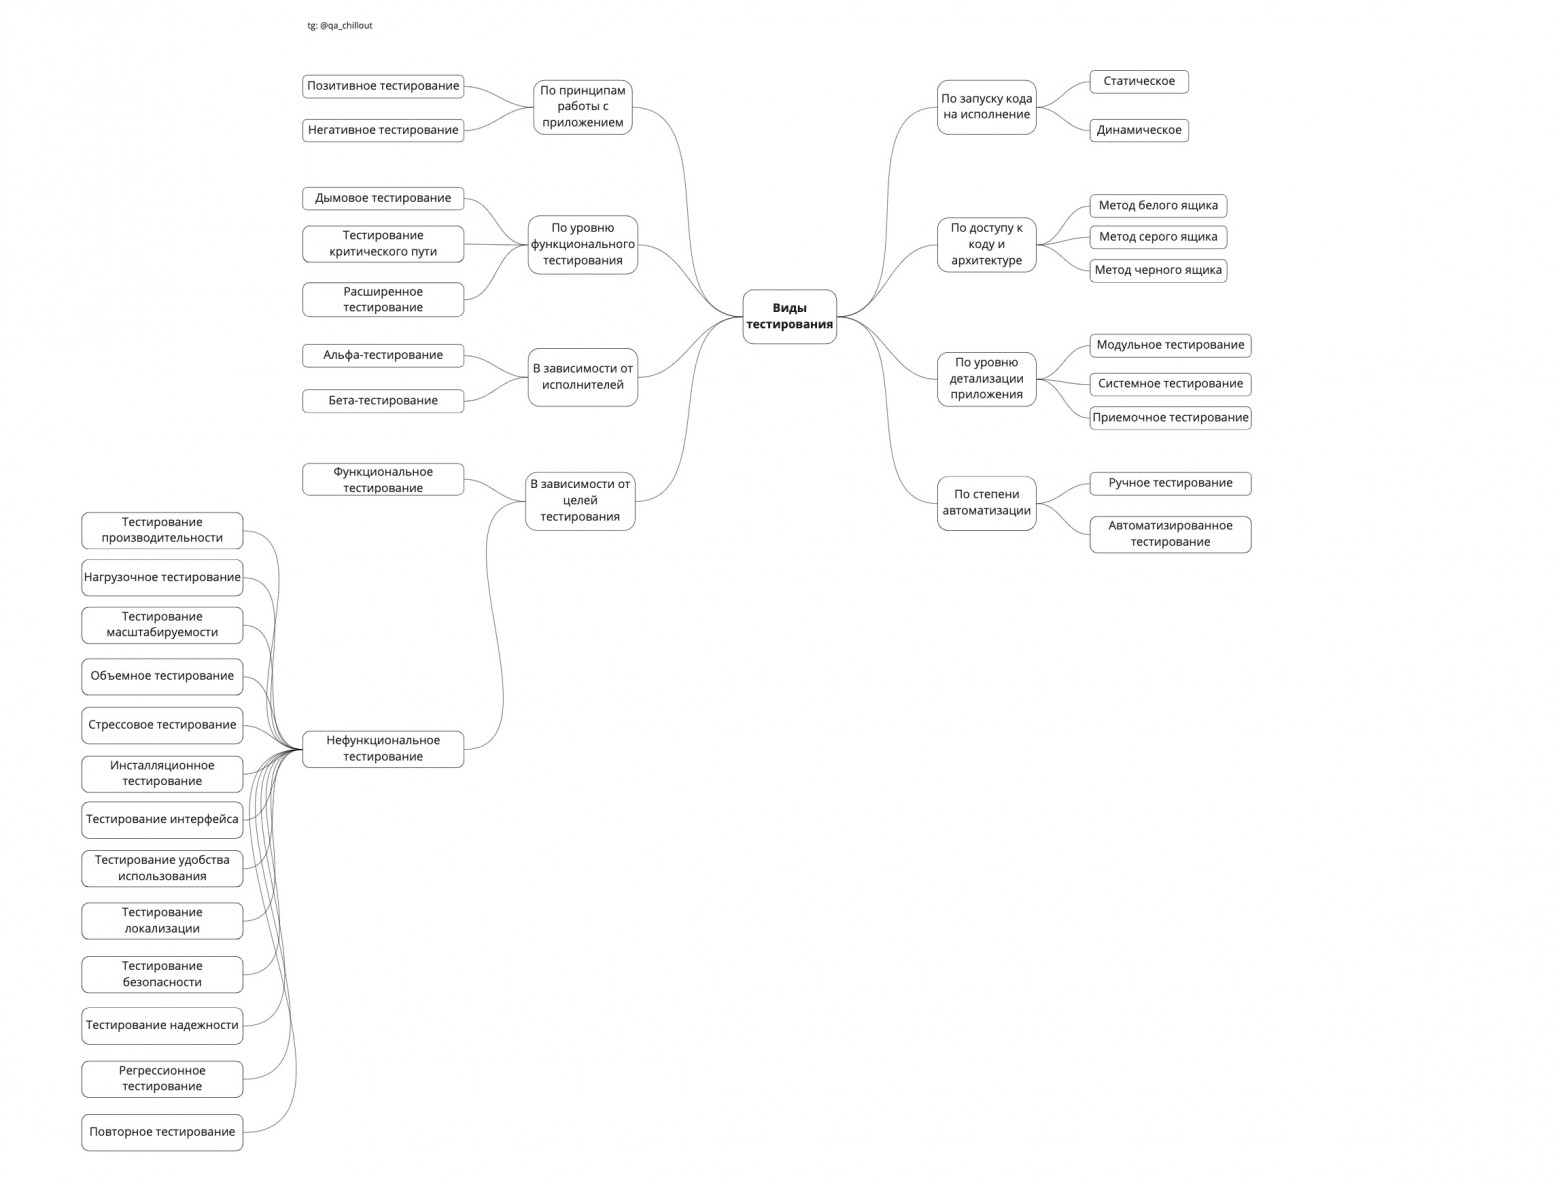 tg: @qa_chillout
Виды
тестирования
По принципам
работы с
приложением
Позитивное тестирование
Негативное тестирование
По уровню
функционального
тестирования
Дымовое тестирование
Тестирование
критического пути
Расширенное
тестирование
В зависимости от
исполнителей
Альфа-тестирование
Бета-тестирование
В зависимости от
целей
тестирования
Функциональное
тестирование
Нефункциональное
тестирование
Тестирование
производительности
Нагрузочное тестирование
Тестирование
масштабируемости
Объемное тестирование
Стрессовое тестирование
Инсталляционное
тестирование
Тестирование интерфейса
Тестирование удобства
использования
Тестирование
локализации
Тестирование
безопасности
Тестирование надежности
Регрессионное
тестирование
Повторное тестирование
По запуску кода
на исполнение
Статическое
Динамическое
По доступу к
коду и
архитектуре
Метод белого ящика
Метод серого ящика
Метод черного ящика
По уровню
детализации
приложения
Модульное тестирование
Системное тестирование
Приемочное тестирование
По степени
автоматизации
Ручное тестирование
Автоматизированное
тестирование